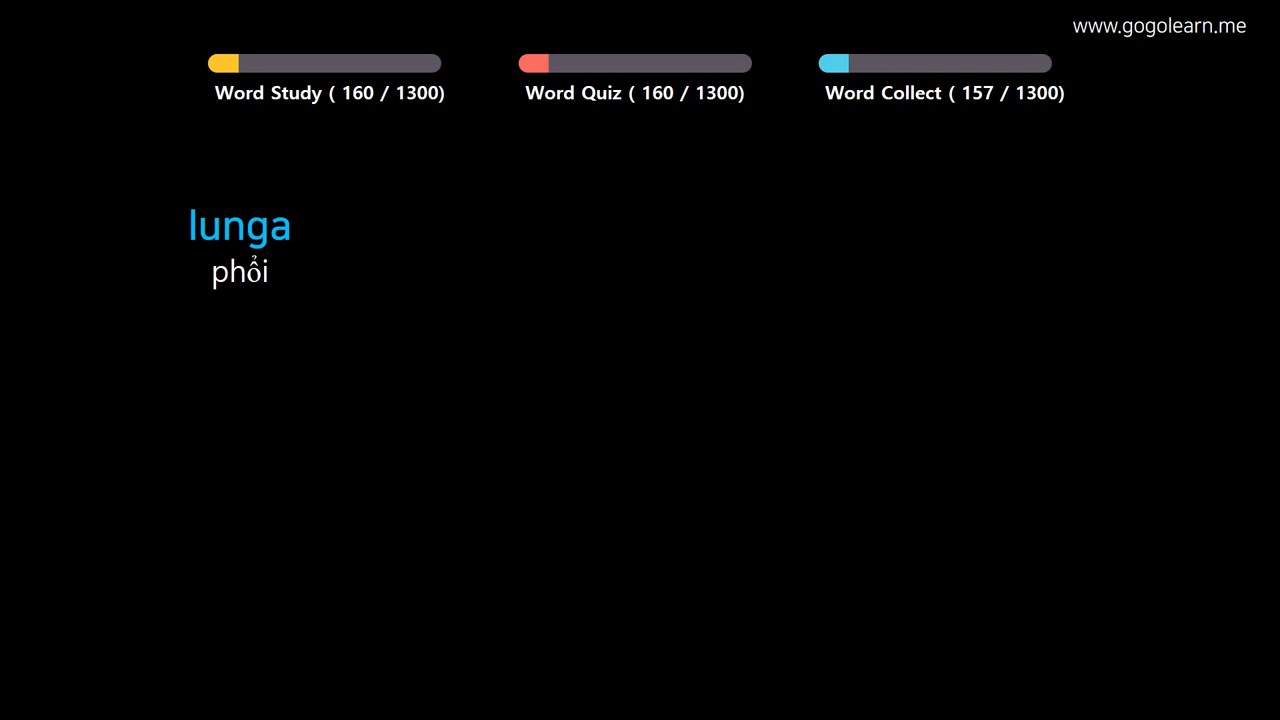 www.gogolearn.me
Word Study ( 160 / 1300)
Word Quiz ( 160 / 1300)
Word Collect ( 157 / 1300)
lunga
phổi